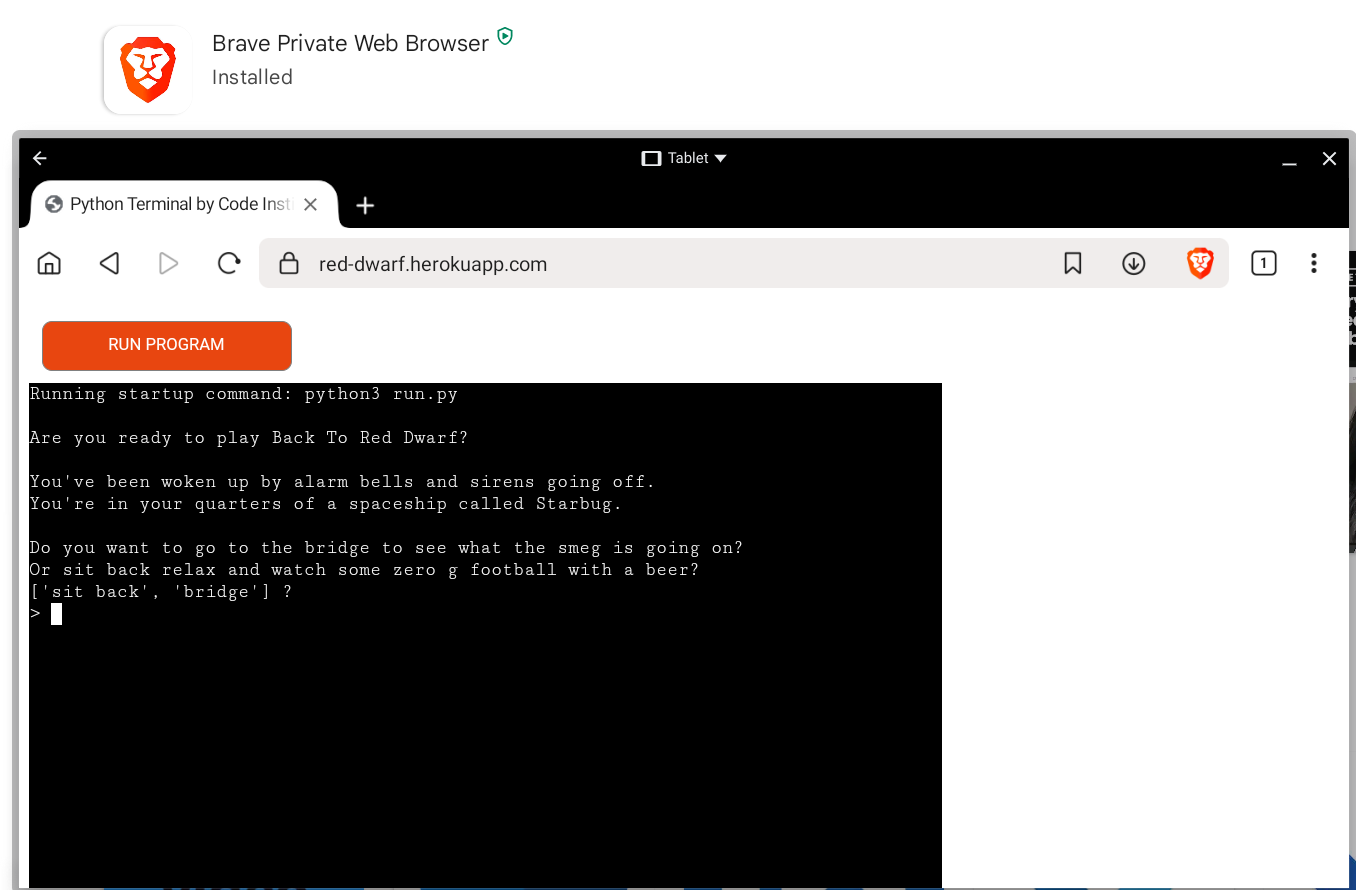 Brave Private Web Browser
Installed
Tablet
Python Terminal by Code Inst
red-dwarf.herokuapp.com
1
RUN PROGRAM
Running startup command: python3 run.py
Are you ready to play Back To Red Dwarf?
You've been woken up by alarm bells and sirens going off.
You're in your quarters of a spaceship called Starbug.
Do you want to go to the bridge to see what the smeg is going on?
Or sit back relax and watch some zero g football with a beer?
['sit back', 'bridge'] ?
>